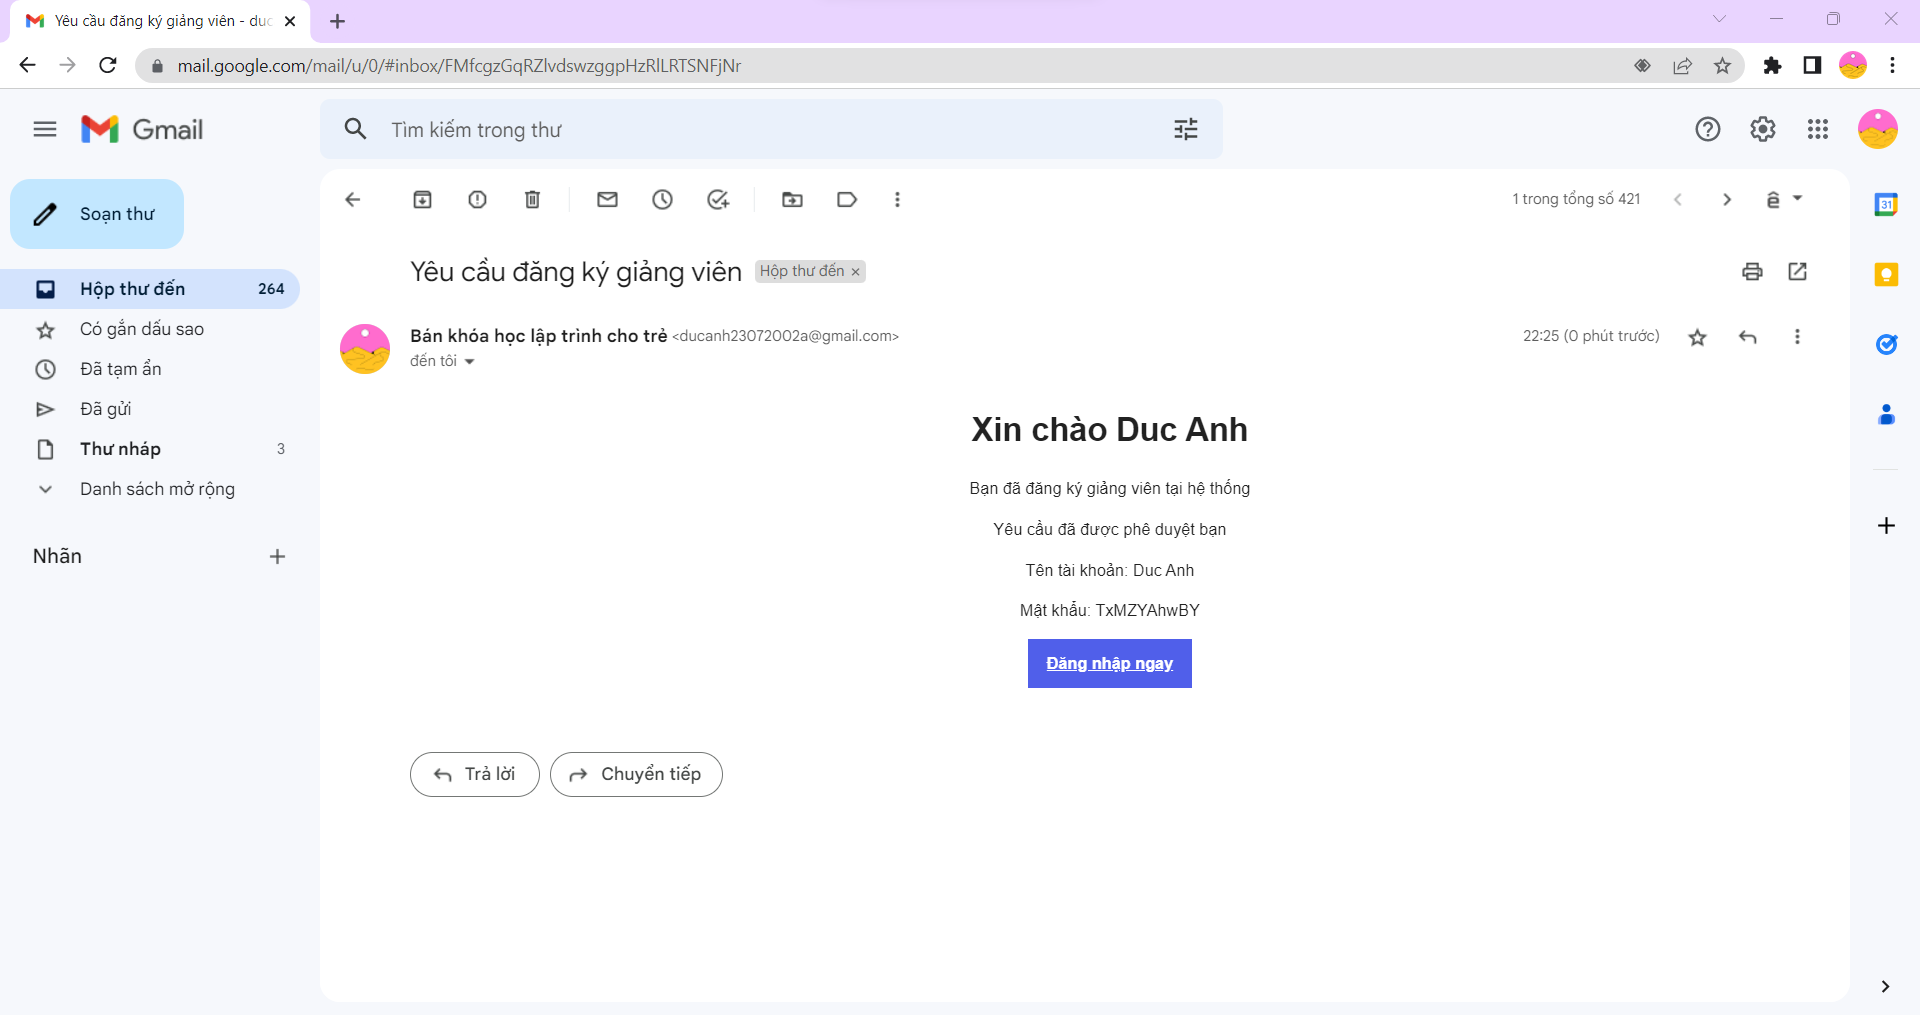 Yêu cầu đăng ký giảng viên - duc
mail.google.com/mail/u/0/#inbox/FMfcgzGqRZlvdswzggpHzRlLRTSNFjNr
Gmail
Tìm kiếm trong thư
Soạn thư
1 trong tổng số 421
ê
Yêu cầu đăng ký giảng viên
Hộp thư đến ×
Hộp thư đến 264
Có gắn dấu sao
Đã tạm ẩn
Đã gửi
Thư nháp 3
Danh sách mở rộng
Nhãn
Bán khóa học lập trình cho trẻ <ducanh23072002a@gmail.com>
22:25 (0 phút trước)
đến tôi
Xin chào Duc Anh
Bạn đã đăng ký giảng viên tại hệ thống
Yêu cầu đã được phê duyệt bạn
Tên tài khoản: Duc Anh
Mật khẩu: TxMZYAhwBY
Đăng nhập ngay
Trả lời
Chuyển tiếp
31